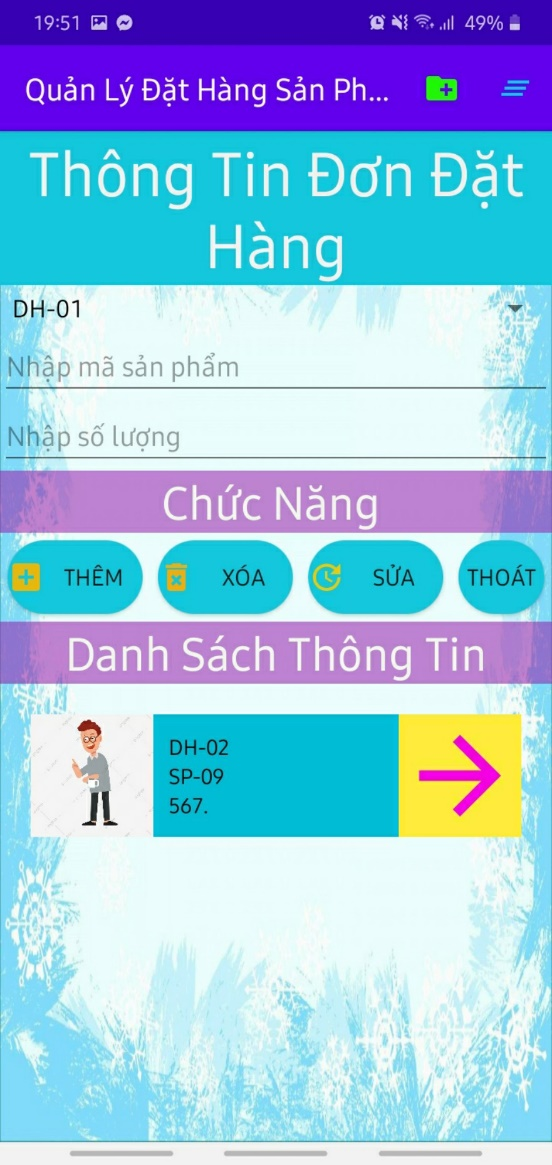 19:51
49%
Quản Lý Đặt Hàng Sản Ph...
Thông Tin Đơn Đặt
Hàng
DH-01
Nhập mã sản phẩm
Nhập số lượng
Chức Năng
THÊM
XÓA
SỬA
THOÁT
Danh Sách Thông Tin
DH-02
SP-09
567.